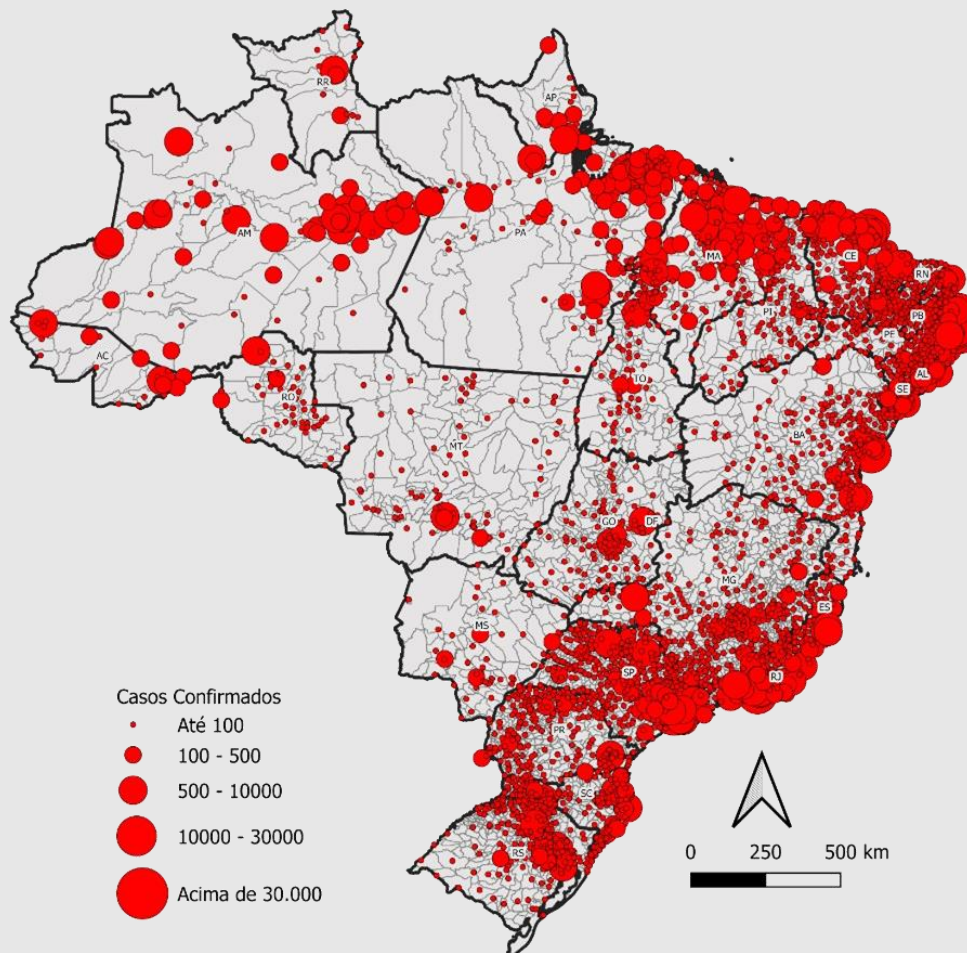 RR
AP
AM
PA
MA
CE
RN
PB
PI
PE
AL
SE
AC
TO
RO
BA
MT
GO
DF
MG
ES
MS
SP
RJ
PR
SC
RS
Casos Confirmados
Até 100
100 - 500
500 - 10000
10000 - 30000
Acima de 30.000
0 250 500 km